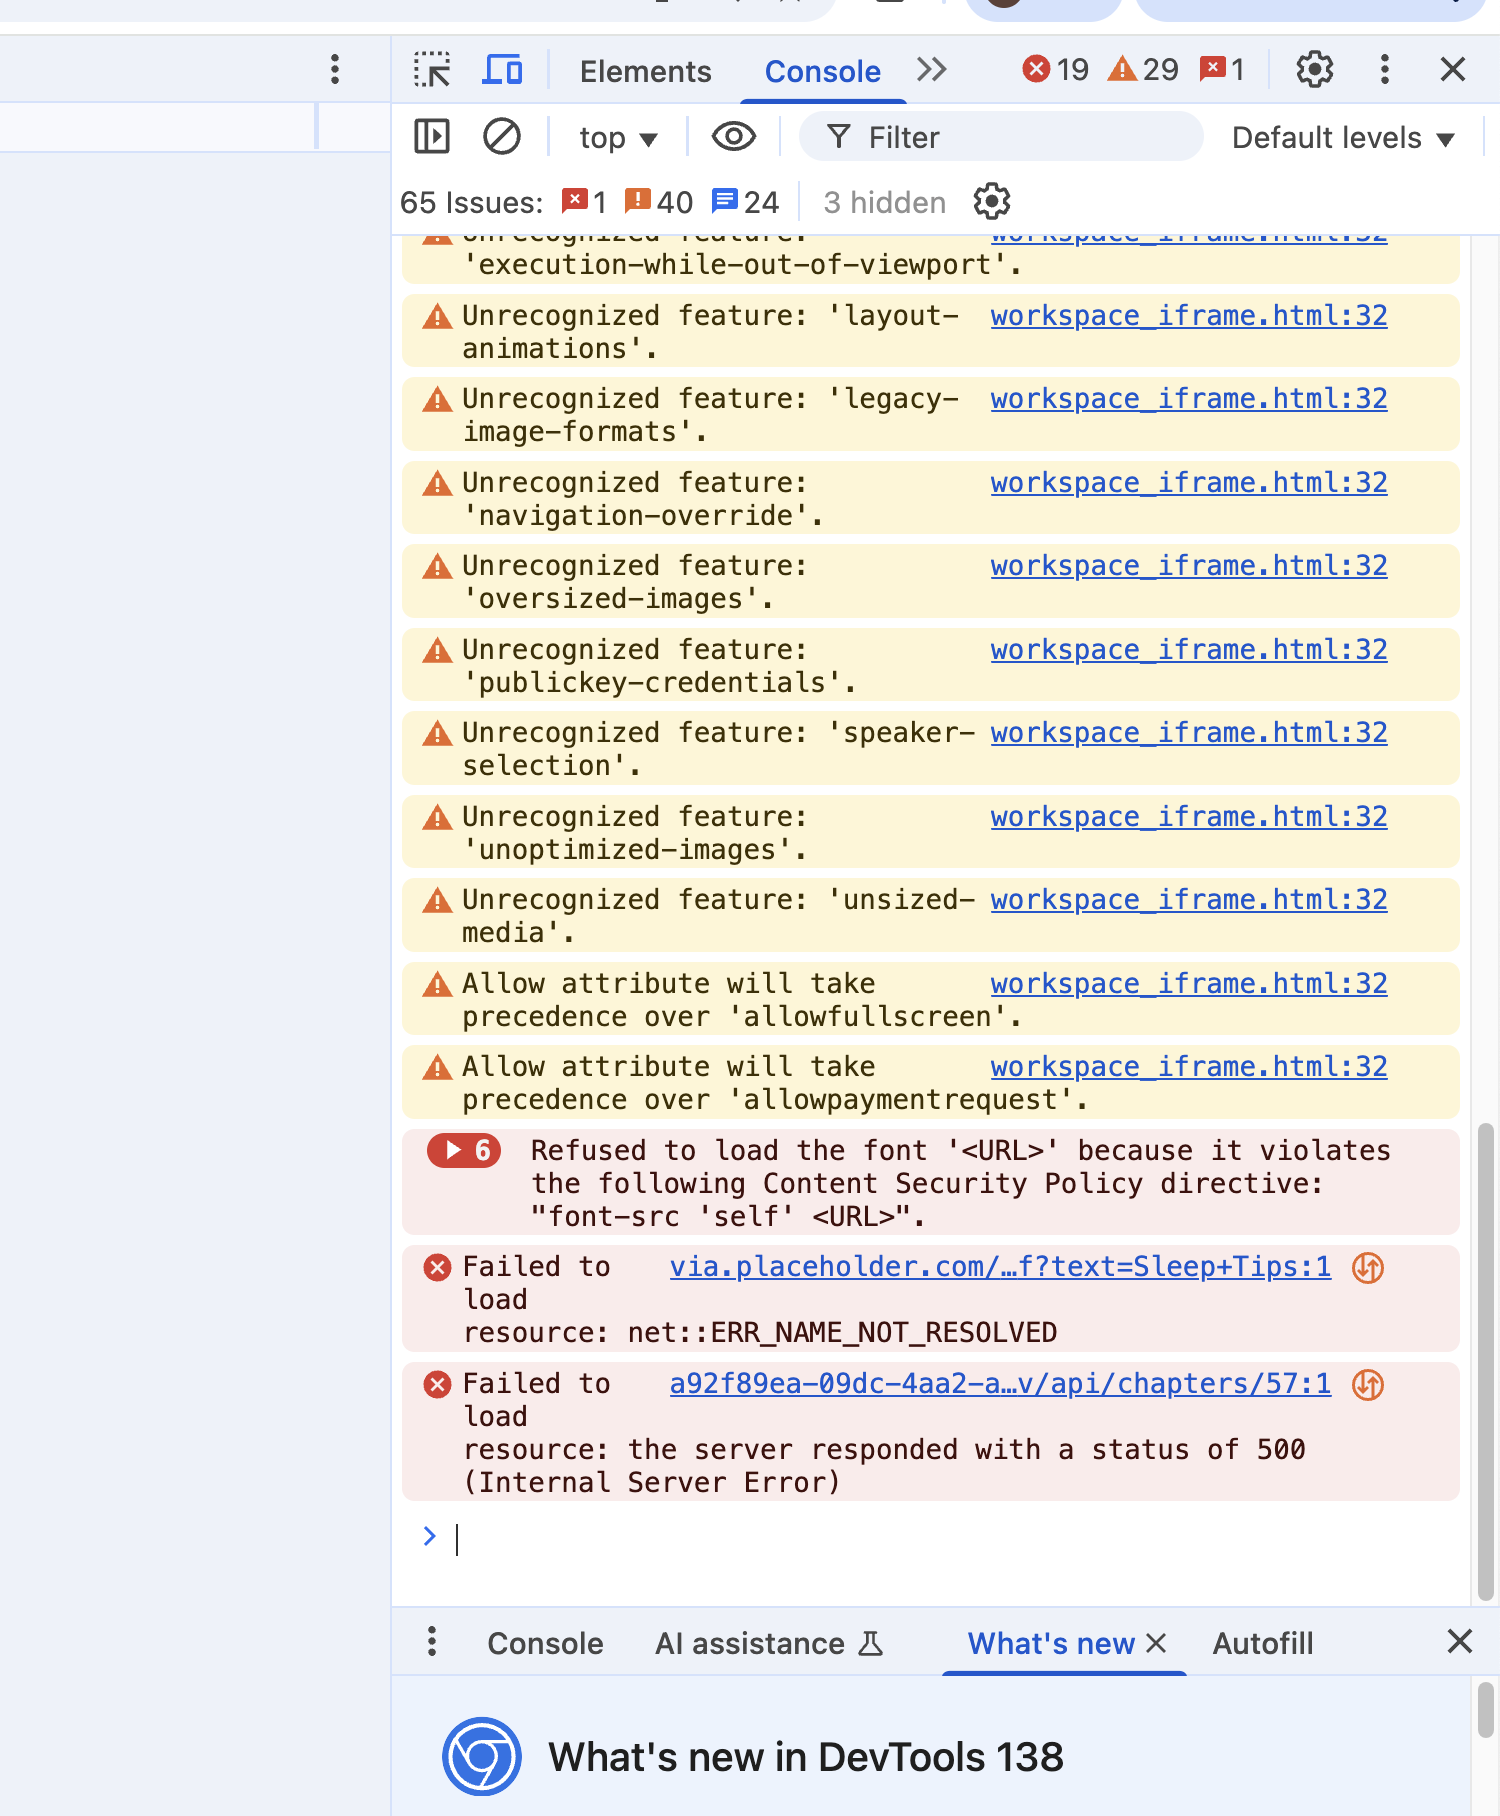 Elements
Console
19
29
1
top
Filter
Default levels
65 Issues:
1
40
24
3 hidden
Unrecognized feature: workspace_iframe.html:32
'execution-while-out-of-viewport'.
Unrecognized feature: 'layout- workspace_iframe.html:32
animations'.
Unrecognized feature: 'legacy- workspace_iframe.html:32
image-formats'.
Unrecognized feature: workspace_iframe.html:32
'navigation-override'.
Unrecognized feature: workspace_iframe.html:32
'oversized-images'.
Unrecognized feature: workspace_iframe.html:32
'publickey-credentials'.
Unrecognized feature: 'speaker- workspace_iframe.html:32
selection'.
Unrecognized feature: workspace_iframe.html:32
'unoptimized-images'.
Unrecognized feature: 'unsized- workspace_iframe.html:32
media'.
Allow attribute will take workspace_iframe.html:32
precedence over 'allowfullscreen'.
Allow attribute will take workspace_iframe.html:32
precedence over 'allowpaymentrequest'.
6 Refused to load the font '<URL>' because it violates
the following Content Security Policy directive:
"font-src 'self' <URL>".
Failed to via.placeholder.com/…f?text=Sleep+Tips:1
load
resource: net::ERR_NAME_NOT_RESOLVED
Failed to a92f89ea-09dc-4aa2-a…v/api/chapters/57:1
load
resource: the server responded with a status of 500
(Internal Server Error)
Console
AI assistance
What's new
Autofill
What's new in DevTools 138